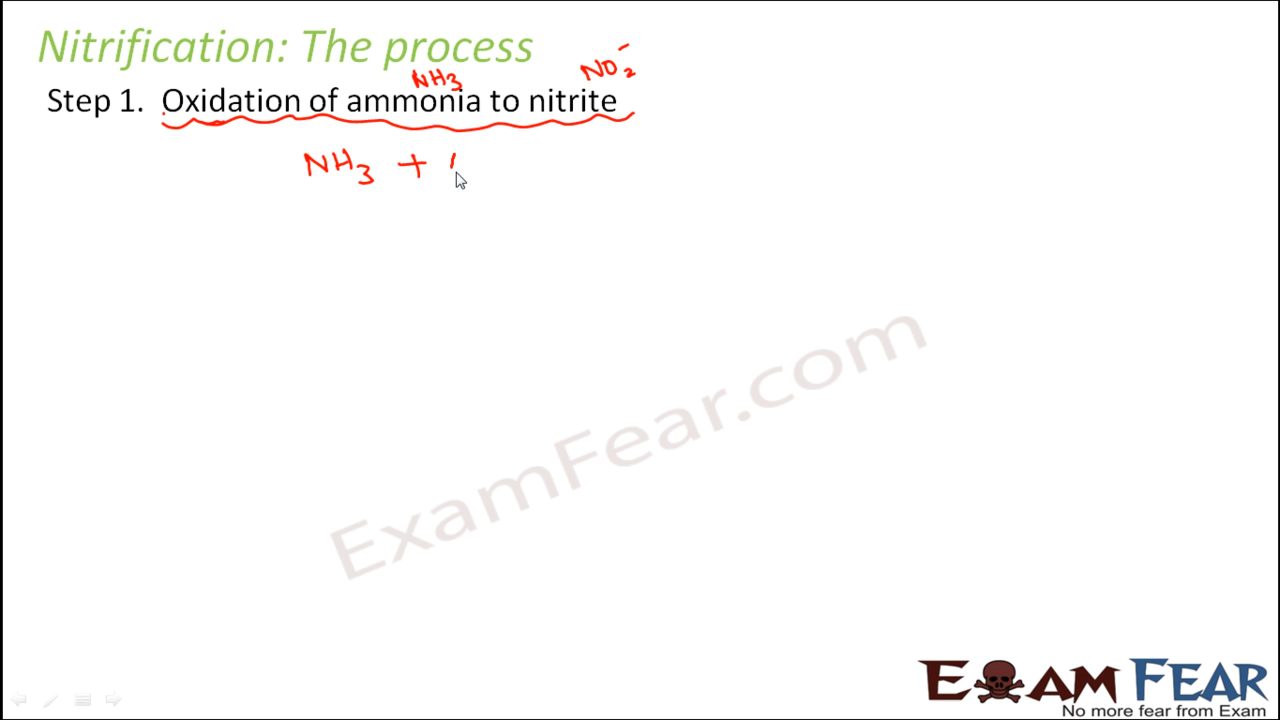 Nitrification: The process
NH₃ NO₂⁻
Step 1. Oxidation of ammonia to nitrite
NH₃ +
ExamFear.com
EXAM FEAR
No more fear from Exam